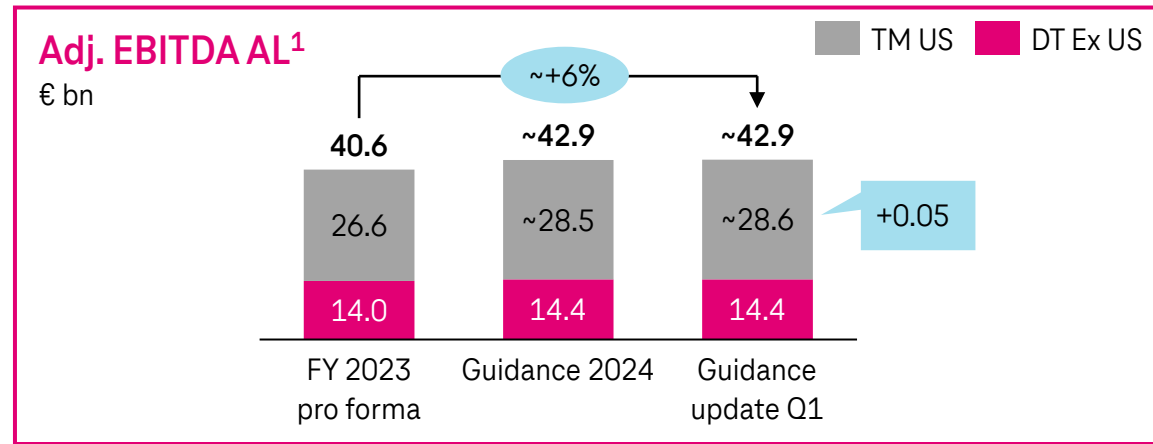 Adj. EBITDA AL1
€ bn
TM US
DT Ex US
~+6%
40.6
~42.9
~42.9
26.6
~28.5
~28.6
+0.05
14.0
14.4
14.4
FY 2023
pro forma
Guidance 2024
Guidance
update Q1